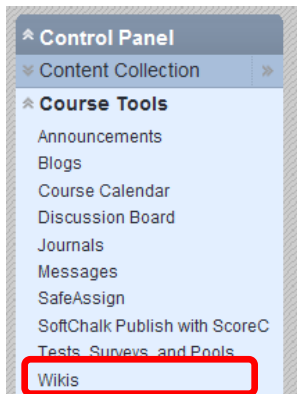 Control Panel
Content Collection
Course Tools
Announcements
Blogs
Course Calendar
Discussion Board
Journals
Messages
SafeAssign
SoftChalk Publish with ScoreC
Tests, Surveys, and Pools
Wikis